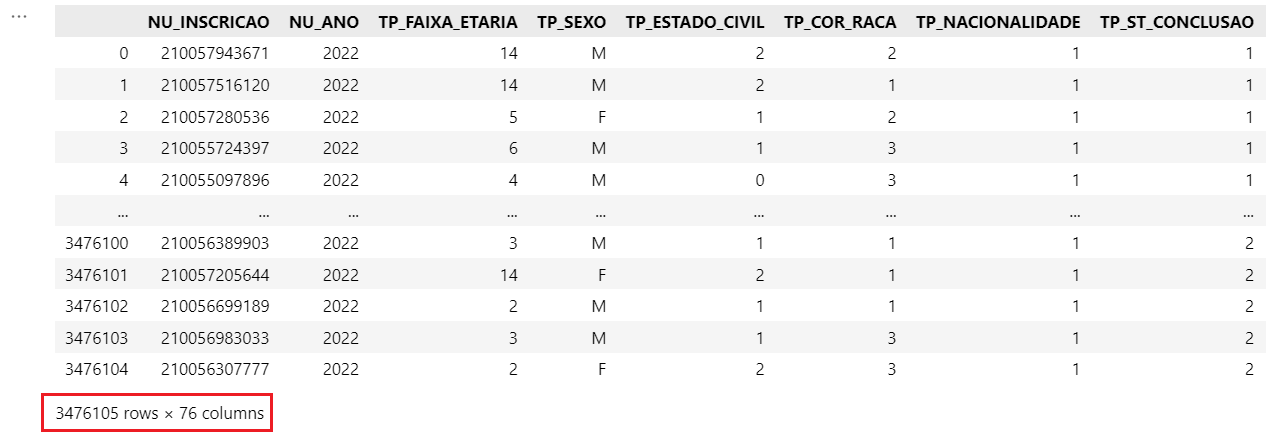 ...
NU_INSCRICAO NU_ANO TP_FAIXA_ETARIA TP_SEXO TP_ESTADO_CIVIL TP_COR_RACA TP_NACIONALIDADE TP_ST_CONCLUSAO
0 210057943671 2022 14 M 2 2 1 1
1 210057516120 2022 14 M 2 1 1 1
2 210057280536 2022 5 F 1 2 1 1
3 210055724397 2022 6 M 1 3 1 1
4 210055097896 2022 4 M 0 3 1 1
... ... ... ... ... ... ... ... ...
3476100 210056389903 2022 3 M 1 1 1 2
3476101 210057205644 2022 14 F 2 1 1 2
3476102 210056699189 2022 2 M 1 1 1 2
3476103 210056983033 2022 3 M 1 3 1 2
3476104 210056307777 2022 2 F 2 3 1 2
3476105 rows × 76 columns